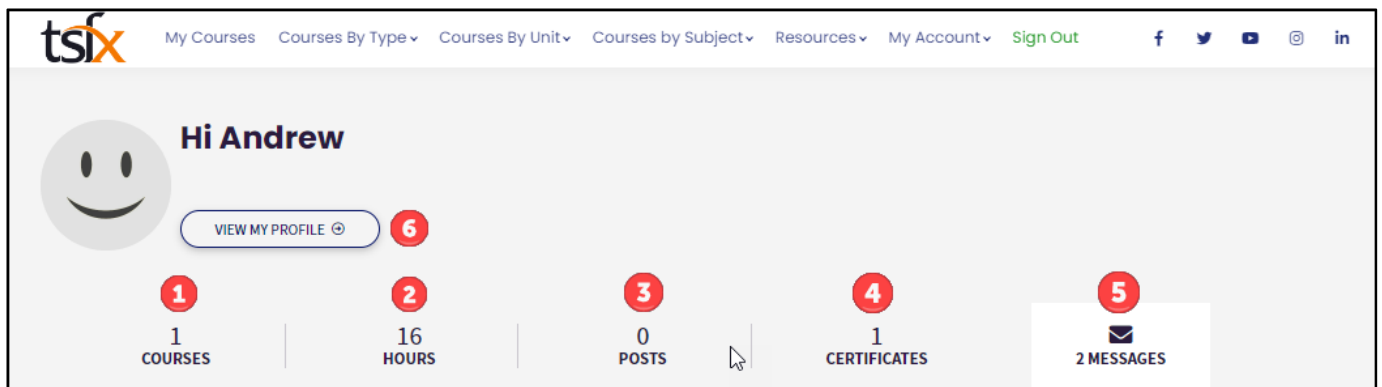 tsfx My Courses Courses By Type Courses By Unit Courses by Subject Resources My Account Sign Out f in
Hi Andrew
VIEW MY PROFILE 6
1 2 3 4 5
1 16 0 1
COURSES HOURS POSTS CERTIFICATES 2 MESSAGES